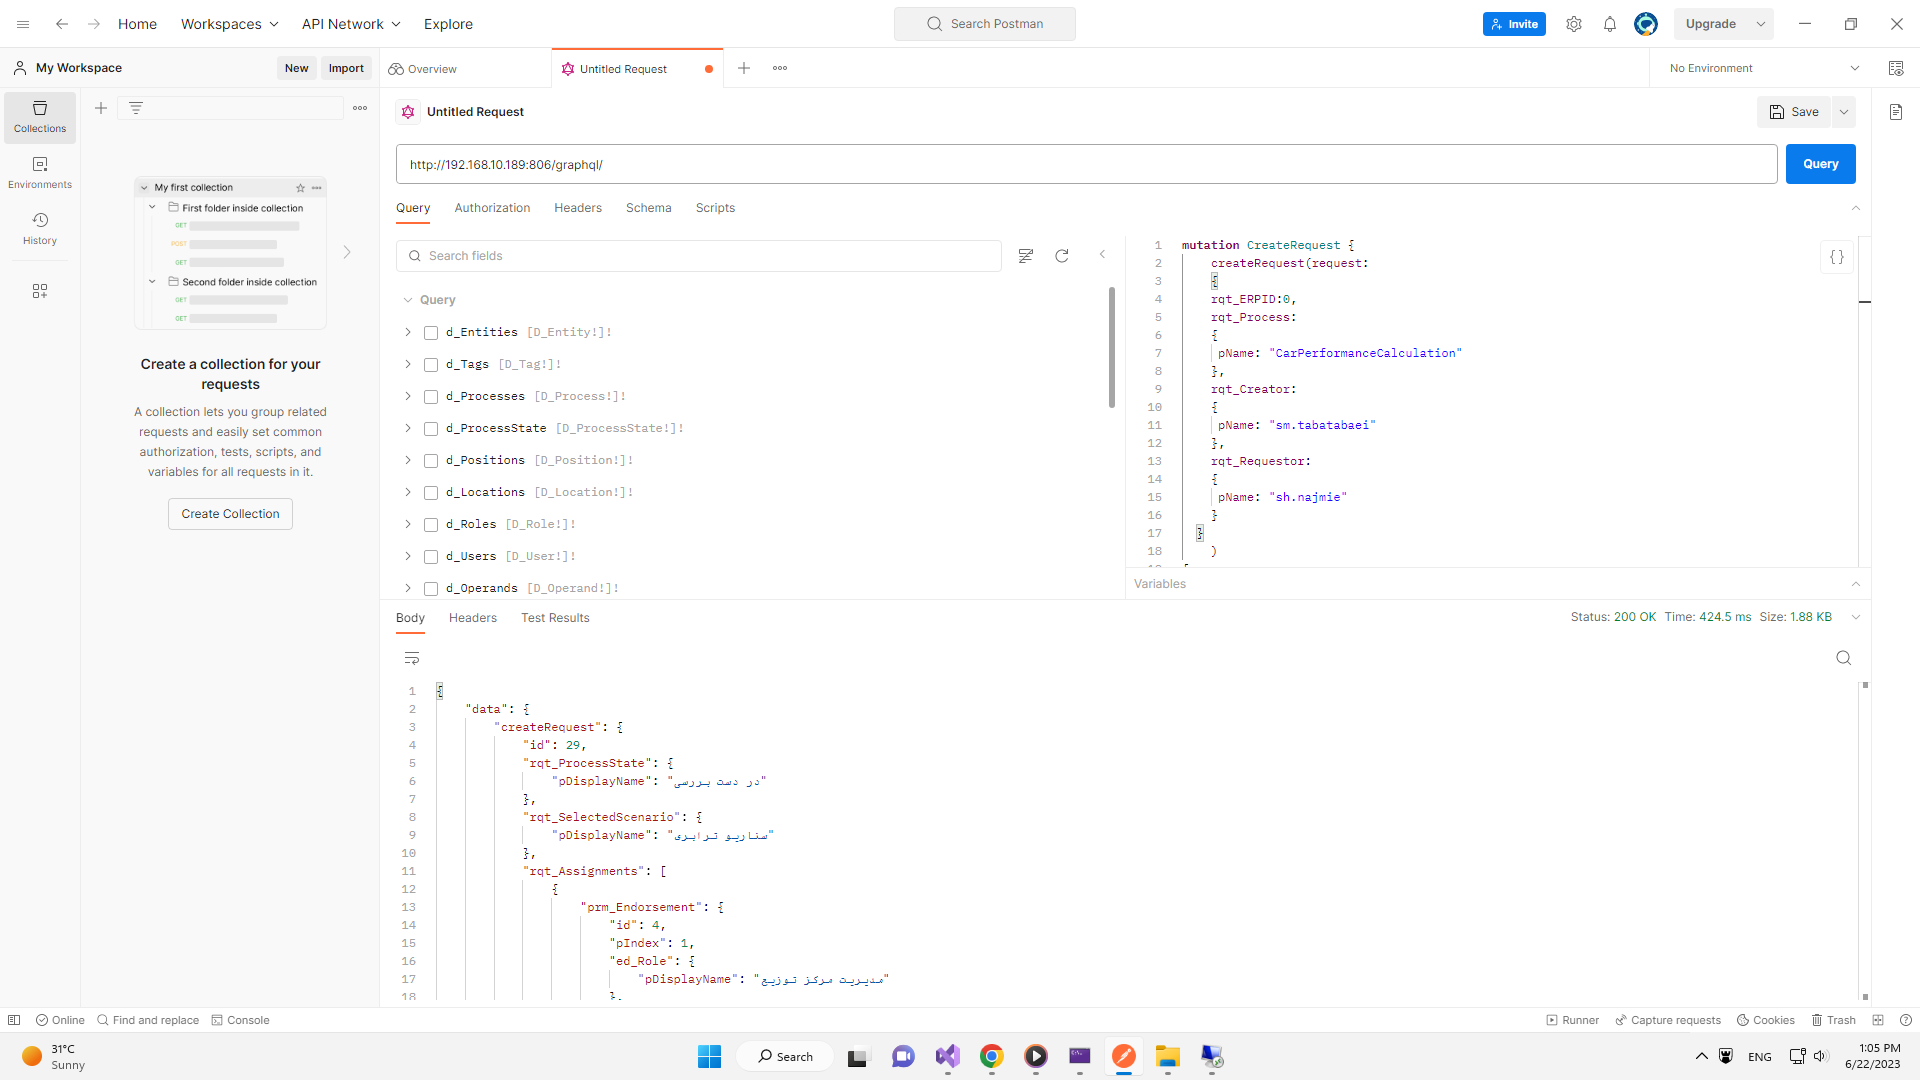 Home
Workspaces
API Network
Explore
Search Postman
Invite
Upgrade
My Workspace
New
Import
Overview
Untitled Request
No Environment
Collections
Environments
History
My first collection
First folder inside collection
GET
POST
GET
Second folder inside collection
GET
GET
Create a collection for your
requests
A collection lets you group related
requests and easily set common
authorization, tests, scripts, and
variables for all requests in it.
Create Collection
Untitled Request
Save
http://192.168.10.189:806/graphql/
Query
Query Authorization Headers Schema Scripts
Search fields
Query
d_Entities [D_Entity!]!
d_Tags [D_Tag!]!
d_Processes [D_Process!]!
d_ProcessState [D_ProcessState!]!
d_Positions [D_Position!]!
d_Locations [D_Location!]!
d_Roles [D_Role!]!
d_Users [D_User!]!
d_Operands [D_Operand!]!
1 mutation CreateRequest {
2 createRequest(request:
3 {
4 rqt_ERPID:0,
5 rqt_Process:
6 {
7 pName: "CarPerformanceCalculation"
8 },
9 rqt_Creator:
10 {
11 pName: "sm.tabatabaei"
12 },
13 rqt_Requestor:
14 {
15 pName: "sh.najmie"
16 }
17 }
18 )
Variables
Body Headers Test Results
Status: 200 OK Time: 424.5 ms Size: 1.88 KB
1 {
2 "data": {
3 "createRequest": {
4 "id": 29,
5 "rqt_ProcessState": {
6 "pDisplayName": "در دست بررسی"
7 },
8 "rqt_SelectedScenario": {
9 "pDisplayName": "سناریو ترابری"
10 },
11 "rqt_Assignments": [
12 {
13 "prm_Endorsement": {
14 "id": 4,
15 "pIndex": 1,
16 "ed_Role": {
17 "pDisplayName": "مدیریت مرکز توزیع"
18 },
Online
Find and replace
Console
Runner
Capture requests
Cookies
Trash
31°C
Sunny
Search
ENG
1:05 PM
6/22/2023